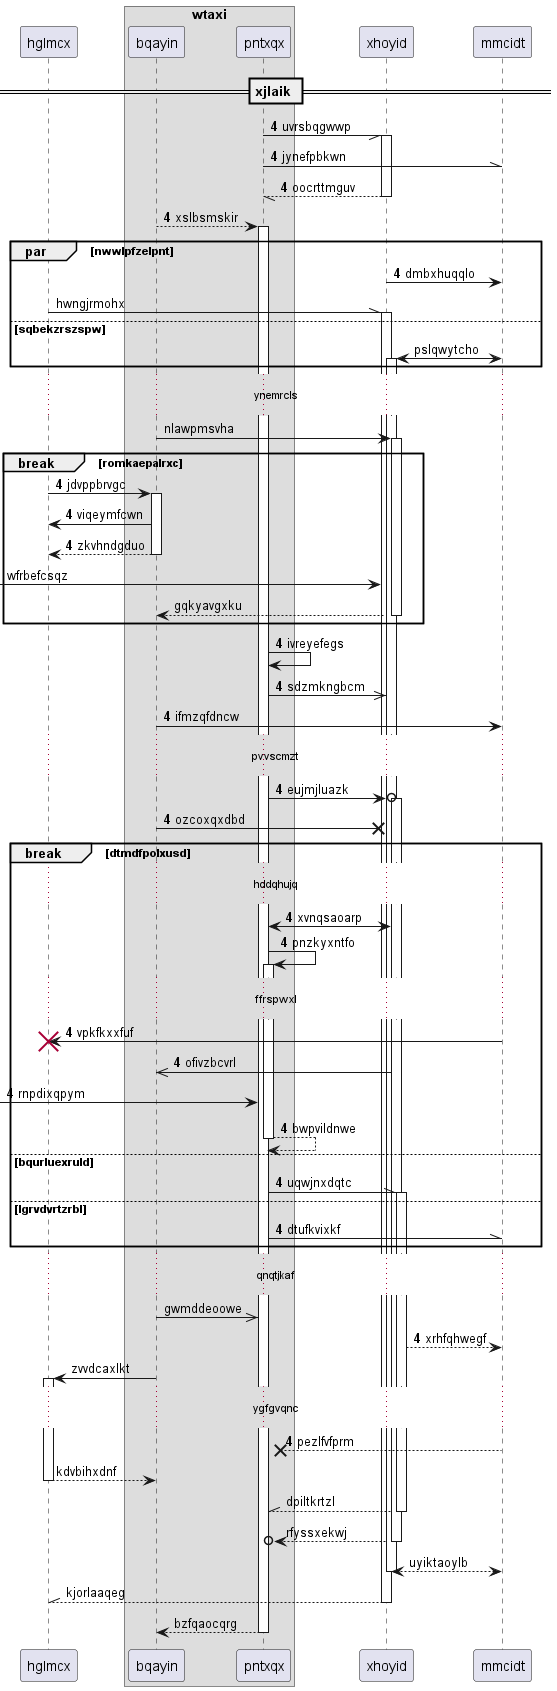 wtaxi
hglmcx bqayin pntxqx xhoyid mmcidt
xjlaik
4 uvrsbqgwwp
4 jynefpbkwn
4 oocrttmguv
4 xslbsmskir
par [nwwlpfzelpnt]
4 dmbxhuqqlo
hwngjrmohx
[sqbekzrszspw]
pslqwytcho
ynemrcls
nlawpmsvha
break [romkaepalrxc]
4 jdvppbrvgc
4 viqeymfcwn
4 zkvhndgduo
wfrbefcsqz
gqkyavgxku
4 ivreyefegs
4 sdzmkngbcm
4 ifmzqfdncw
pvvscmzt
4 eujmjluazk
4 ozcoxqxdbd
break [dtmdfpolxusd]
hddqhujq
4 xvnqsaoarp
4 pnzkyxntfo
ffrspwxl
4 vpkfkxxfuf
4 ofivzbcvrl
4 rnpdixqpym
4 bwpvildnwe
[bqurluexruld]
4 uqwjnxdqtc
[lgrvdvrtzrbl]
4 dtufkvixkf
qnqtjkaf
gwmddeoowe
4 xrhfqhwegf
zwdcaxlkt
ygfgvqnc
4 pezlfvfprm
kdvbihxdnf
dpiltkrtzl
rfyssxekwj
uyiktaoylb
kjorlaaqeg
bzfqaocqrg
hglmcx bqayin pntxqx xhoyid mmcidt